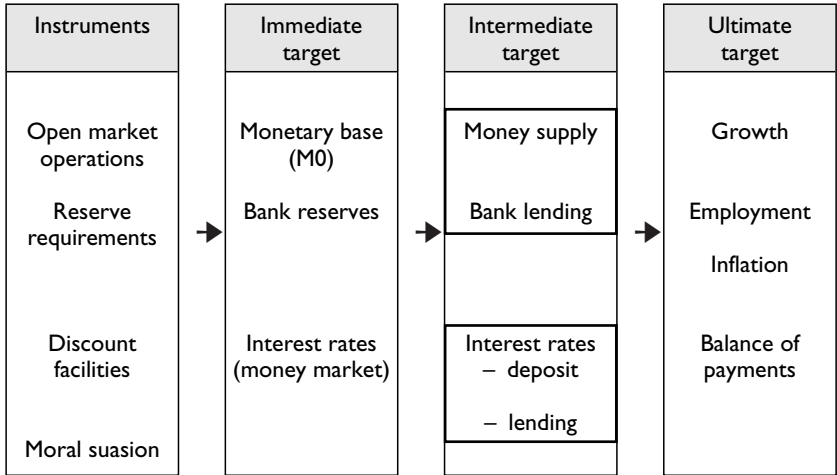 Instruments
Immediate
target
Intermediate
target
Ultimate
target
Open market
operations
Reserve
requirements
Discount
facilities
Moral suasion
Monetary base
(M0)
Bank reserves
Interest rates
(money market)
Money supply
Bank lending
Interest rates
– deposit
– lending
Growth
Employment
Inflation
Balance of
payments